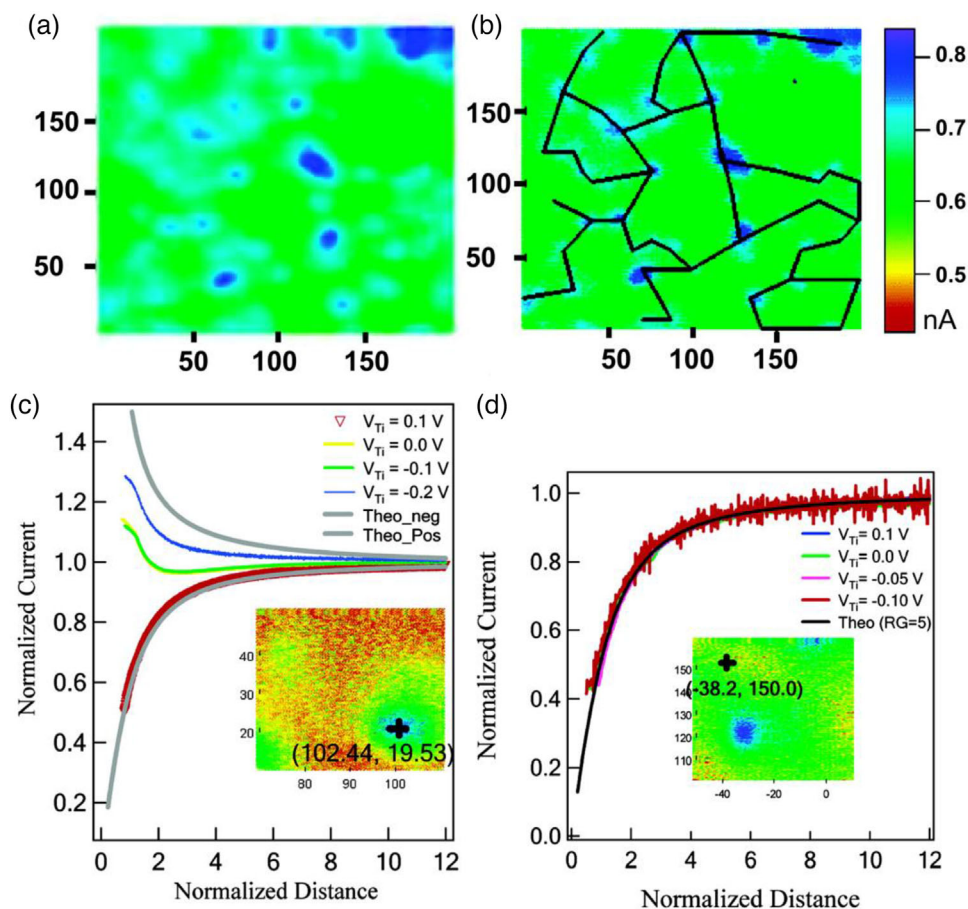 (a)
150
100
50
50 100 150
(b)
150
100
50
50 100 150
0.8
0.7
0.6
0.5
nA
(c)
1.4
1.2
1.0
0.8
0.6
0.4
0.2
Normalized Current
V_Ti = 0.1 V
V_Ti = 0.0 V
V_Ti = -0.1 V
V_Ti = -0.2 V
Theo_neg
Theo_Pos
40
30
20
(102.44, 19.53)
80 90 100
0 2 4 6 8 10 12
Normalized Distance
(d)
1.0
0.8
0.6
0.4
0.2
0.0
Normalized Current
V_Ti = 0.1 V
V_Ti = 0.0 V
V_Ti = -0.05 V
V_Ti = -0.10 V
Theo (RG=5)
150
140
130
120
110
(-38.2, 150.0)
-40 -20 0
0 2 4 6 8 10 12
Normalized Distance